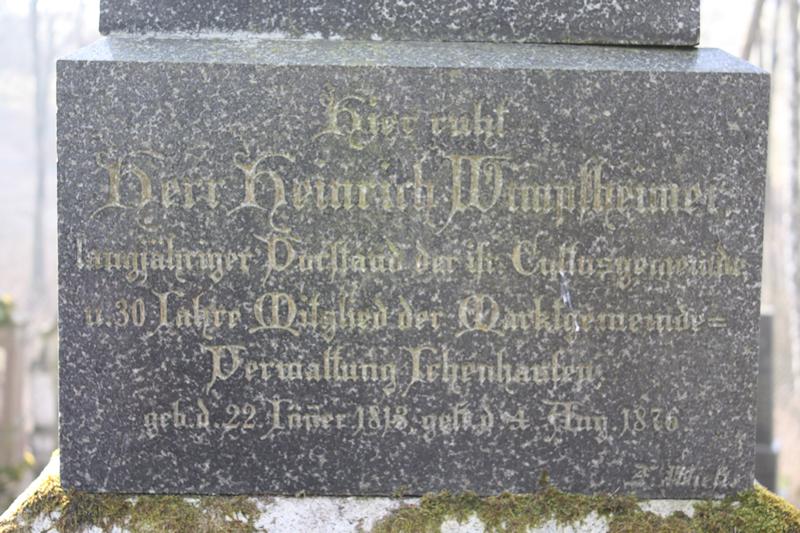 Hier ruht
Herr Heinrich Wimpfheimer,
langjähriger Vorstand der isr. Cultusgemeinde
u. 30 Jahre Mitglied der Marktgemeinde=
Verwaltung Ichenhausen,
geb. d. 22. Jäner 1813, gest. d. 4. Aug. 1876.